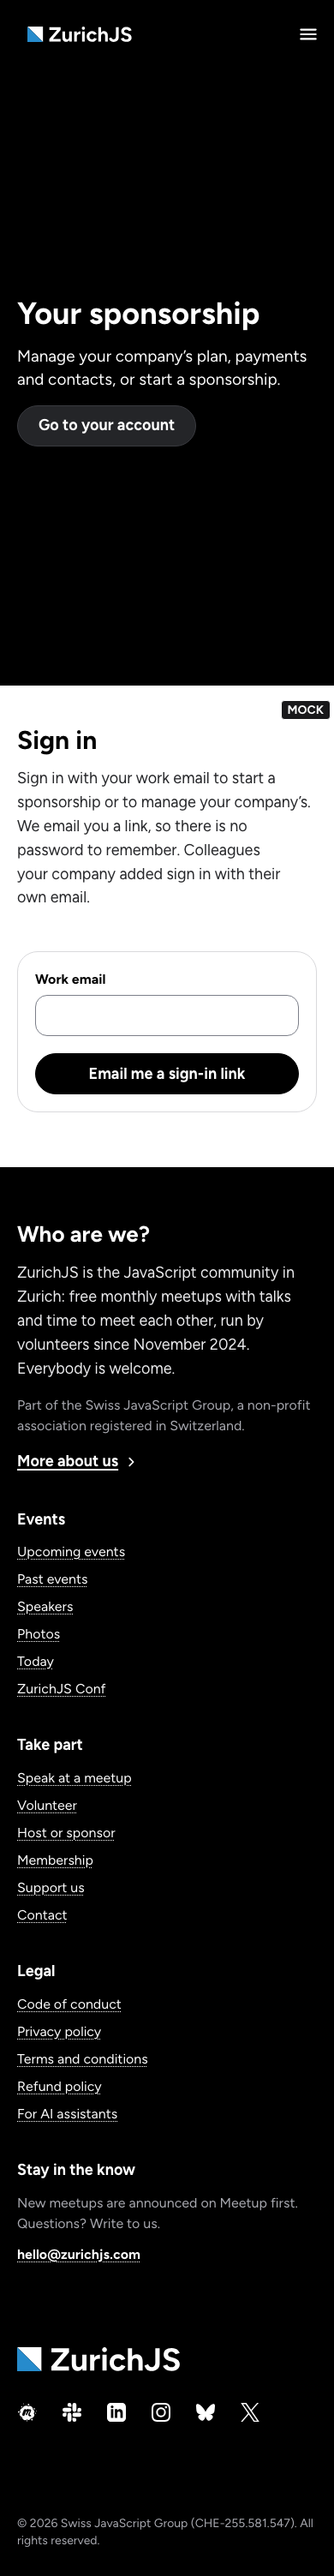 ZurichJS
Your sponsorship
Manage your company’s plan, payments
and contacts, or start a sponsorship.
Go to your account
MOCK
Sign in
Sign in with your work email to start a
sponsorship or to manage your company’s.
We email you a link, so there is no
password to remember. Colleagues
your company added sign in with their
own email.
Work email
Email me a sign-in link
Who are we?
ZurichJS is the JavaScript community in
Zurich: free monthly meetups with talks
and time to meet each other, run by
volunteers since November 2024.
Everybody is welcome.
Part of the Swiss JavaScript Group, a non-profit
association registered in Switzerland.
More about us
Events
Upcoming events
Past events
Speakers
Photos
Today
ZurichJS Conf
Take part
Speak at a meetup
Volunteer
Host or sponsor
Membership
Support us
Contact
Legal
Code of conduct
Privacy policy
Terms and conditions
Refund policy
For AI assistants
Stay in the know
New meetups are announced on Meetup first.
Questions? Write to us.
hello@zurichjs.com
ZurichJS
© 2026 Swiss JavaScript Group (CHE-255.581.547). All
rights reserved.